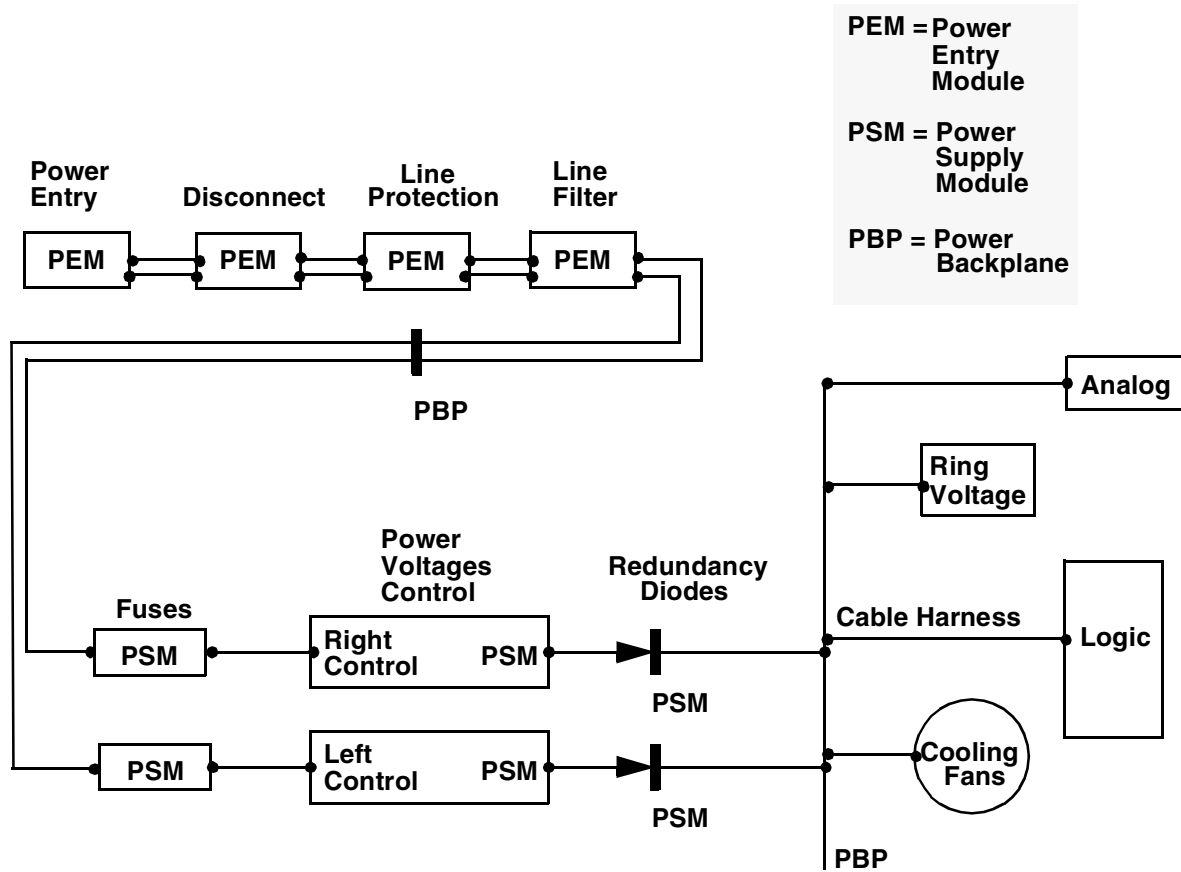 PEM = Power
Entry
Module
PSM = Power
Supply
Module
PBP = Power
Backplane
Power
Entry
Disconnect
Line
Protection
Line
Filter
PEM
PEM
PEM
PEM
PBP
Analog
Ring
Voltage
Power
Voltages
Control
Redundancy
Diodes
Fuses
Cable Harness
Logic
PSM
Right
Control
PSM
PSM
PSM
Left
Control
PSM
PSM
Cooling
Fans
PBP